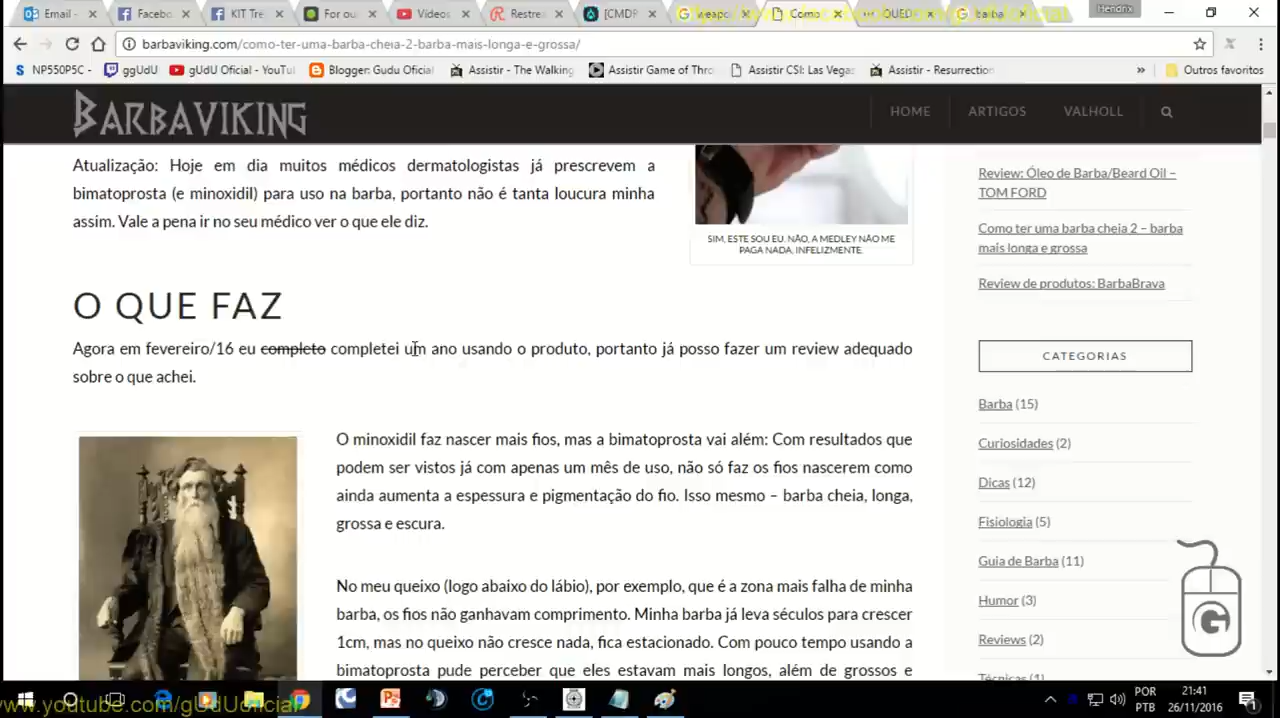 Email -
Facebo
KIT Tre
For ou
Vídeos
Restre
[CMDP
weapo
Como
QUED
barba
Hendrix
barbaviking.com/como-ter-uma-barba-cheia-2-barba-mais-longa-e-grossa/
NP550P5C -
ggUdU
gUdU Oficial - YouTu
Blogger: Gudu Oficial
Assistir - The Walking
Assistir Game of Thro
Assistir CSI: Las Vegas
Assistir - Resurrection
»
Outros favoritos
BARBAVIKING
HOME
ARTIGOS
VALHOLL
Atualização: Hoje em dia muitos médicos dermatologistas já prescrevem a
bimatoprosta (e minoxidil) para uso na barba, portanto não é tanta loucura minha
assim. Vale a pena ir no seu médico ver o que ele diz.
SIM, ESTE SOU EU. NÃO, A MEDLEY NÃO ME
PAGA NADA, INFELIZMENTE.
O QUE FAZ
Agora em fevereiro/16 eu completo completei um ano usando o produto, portanto já posso fazer um review adequado
sobre o que achei.
O minoxidil faz nascer mais fios, mas a bimatoprosta vai além: Com resultados que
podem ser vistos já com apenas um mês de uso, não só faz os fios nascerem como
ainda aumenta a espessura e pigmentação do fio. Isso mesmo – barba cheia, longa,
grossa e escura.
No meu queixo (logo abaixo do lábio), por exemplo, que é a zona mais falha de minha
barba, os fios não ganhavam comprimento. Minha barba já leva séculos para crescer
1cm, mas no queixo não cresce nada, fica estacionado. Com pouco tempo usando a
bimatoprosta pude perceber que eles estavam mais longos, além de grossos e
Review: Óleo de Barba/Beard Oil –
TOM FORD
Como ter uma barba cheia 2 – barba
mais longa e grossa
Review de produtos: BarbaBrava
CATEGORIAS
Barba (15)
Curiosidades (2)
Dicas (12)
Fisiologia (5)
Guia de Barba (11)
Humor (3)
Reviews (2)
Técnicas (1)
G
www.youtube.com/gUdUoficial
POR
PTB
21:41
26/11/2016
1